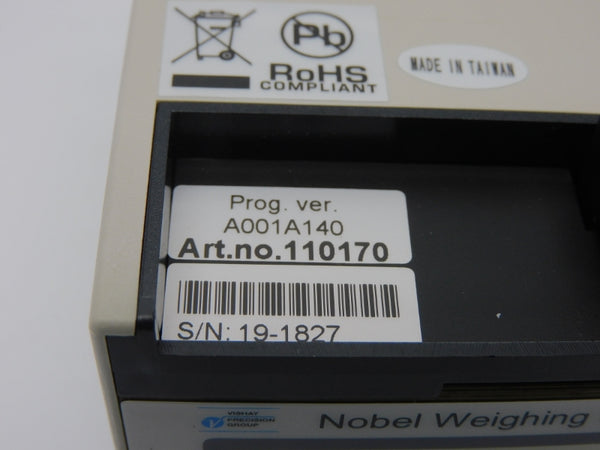 Pb
RoHS
COMPLIANT
MADE IN TAIWAN
Prog. ver.
A001A140
Art.no.110170
S/N: 19-1827
VISHAY
PRECISION
GROUP
Nobel Weighing